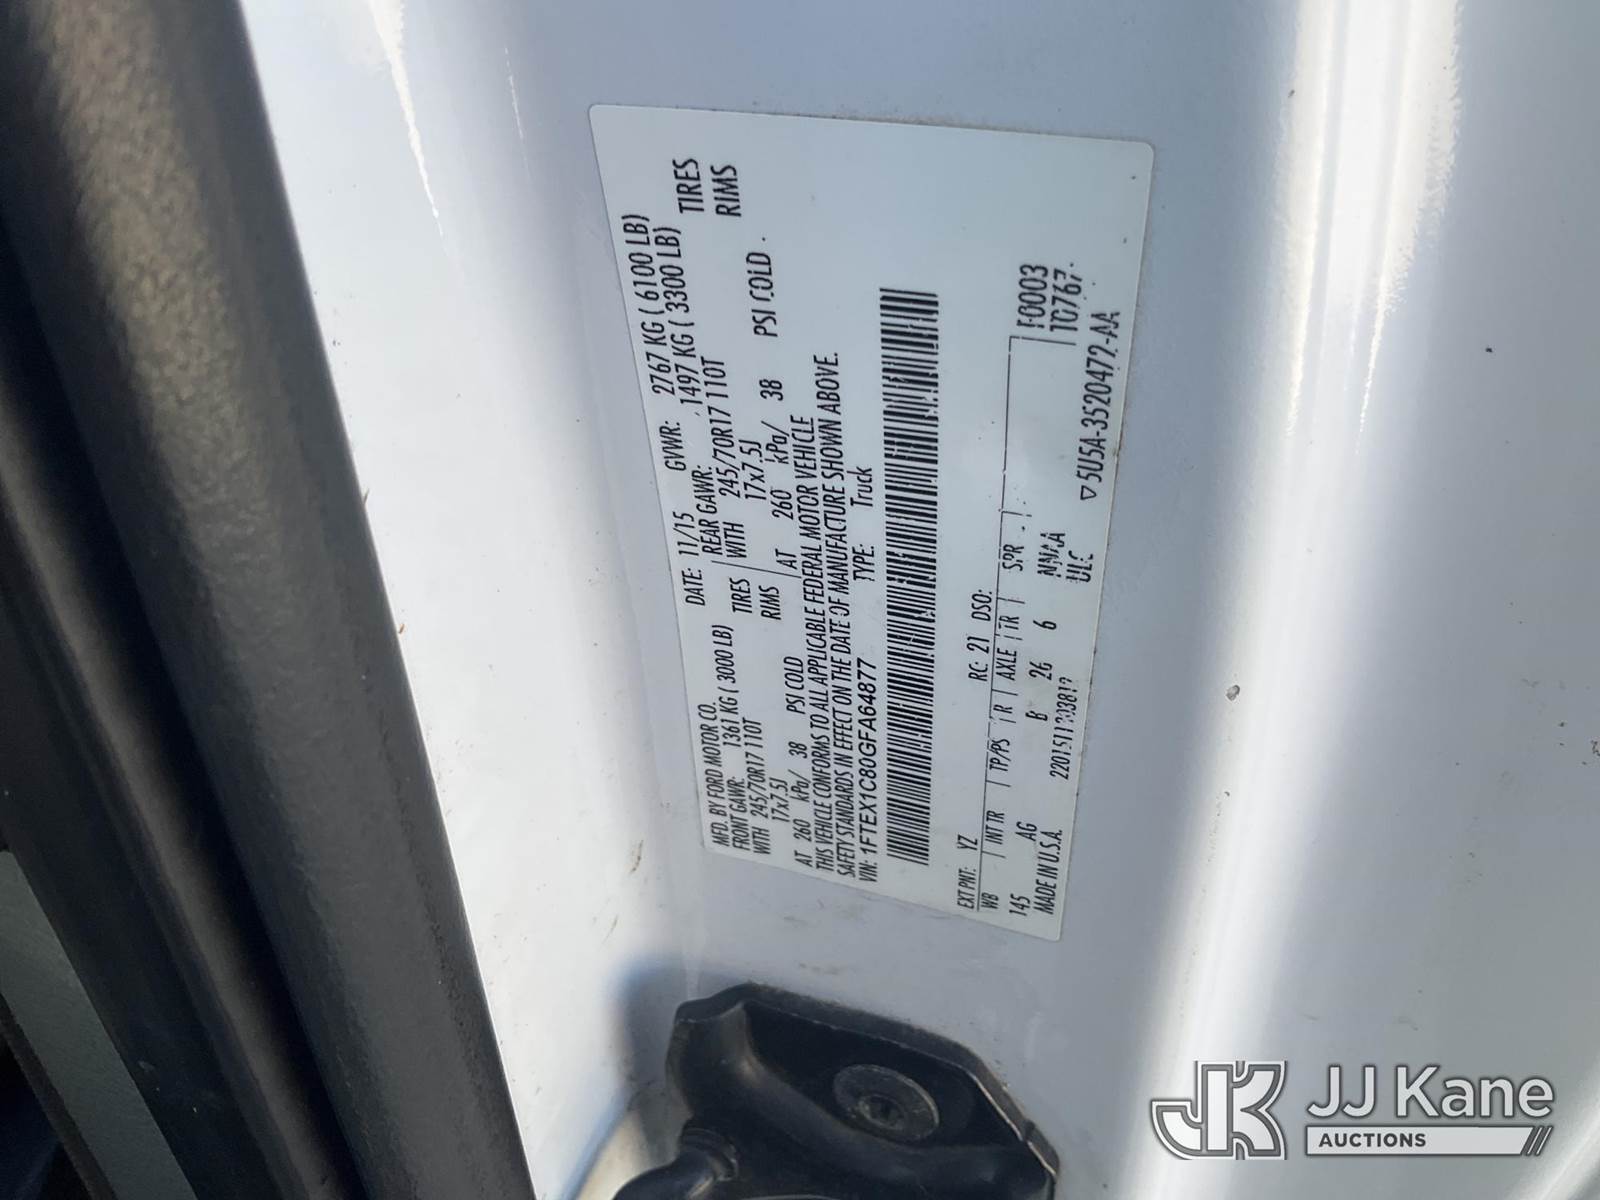 MFD. BY FORD MOTOR CO.
DATE: 11/15 GVWR: 2767 KG ( 6100 LB)
FRONT GAWR: 1361 KG ( 3000 LB) REAR GAWR: 1497 KG ( 3300 LB)
WITH 245/70R17 110T TIRES WITH 245/70R17 110T TIRES
17x7.5J RIMS 17x7.5J RIMS
AT 260 kPa/ 38 PSI COLD AT 260 kPa/ 38 PSI COLD
THIS VEHICLE CONFORMS TO ALL APPLICABLE FEDERAL MOTOR VEHICLE
SAFETY STANDARDS IN EFFECT ON THE DATE OF MANUFACTURE SHOWN ABOVE.
VIN: 1FTEX1C80GFA64877 TYPE: Truck
EXT PNT: YZ RC: 21 DSO: F0003
WB INT TR TP/PS R AXLE TR SPR 10767
145 AG B 26 6 NNAA
MADE IN U.S.A. ULC
▽5U5A-3520472-AA
JK JJ Kane
AUCTIONS